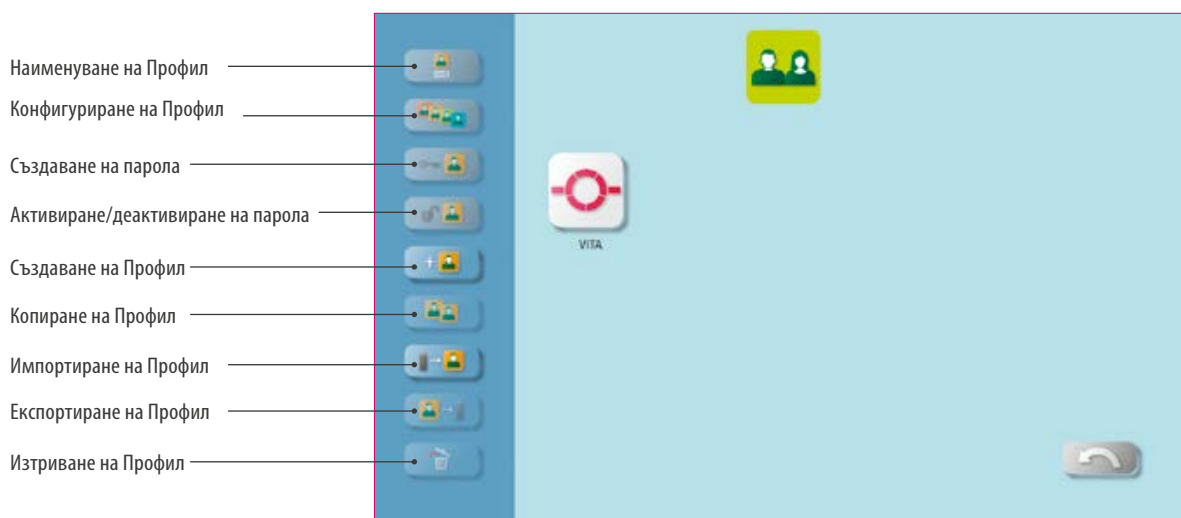 Наименуване на Профил
Конфигуриране на Профил
Създаване на парола
Активиране/деактивиране на парола
Създаване на Профил
Копиране на Профил
Импортиране на Профил
Експортиране на Профил
Изтриване на Профил
VITA